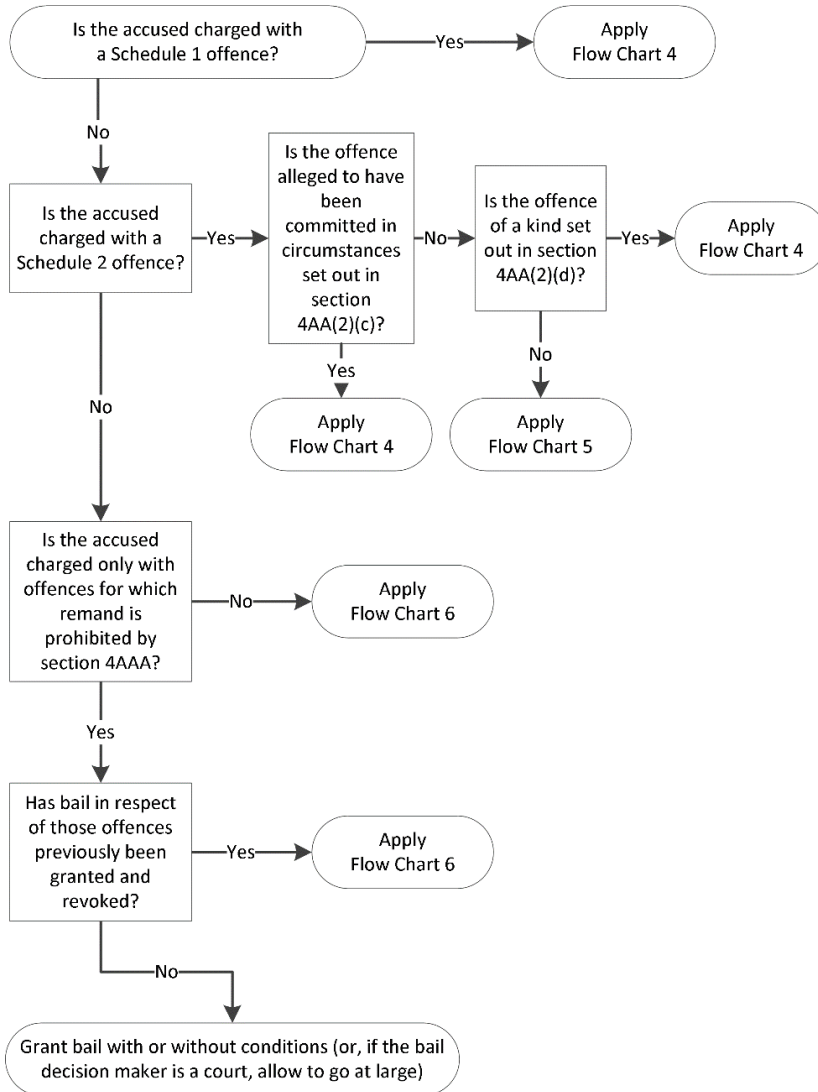 Is the accused charged with
a Schedule 1 offence?
Yes
Apply
Flow Chart 4
No
Is the accused
charged with a
Schedule 2 offence?
Yes
Is the offence
alleged to have
been
committed in
circumstances
set out in
section
4AA(2)(c)?
No
Is the offence
of a kind set
out in section
4AA(2)(d)?
Yes
Apply
Flow Chart 4
Yes
Apply
Flow Chart 4
No
Apply
Flow Chart 5
No
Is the accused
charged only with
offences for which
remand is
prohibited by
section 4AAA?
No
Apply
Flow Chart 6
Yes
Has bail in respect
of those offences
previously been
granted and
revoked?
Yes
Apply
Flow Chart 6
No
Grant bail with or without conditions (or, if the bail
decision maker is a court, allow to go at large)